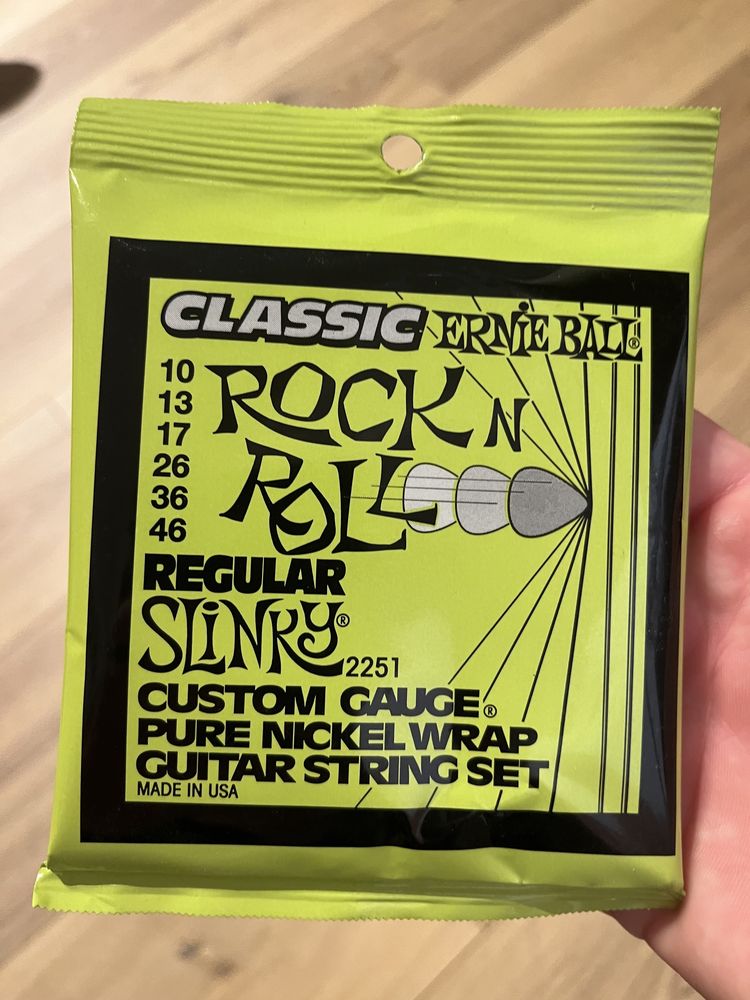 CLASSIC ERNIE BALL®
10
13
17
26
36
46
ROCK N
ROLL
REGULAR
SLINKY®
2251
CUSTOM GAUGE®
PURE NICKEL WRAP
GUITAR STRING SET
MADE IN USA